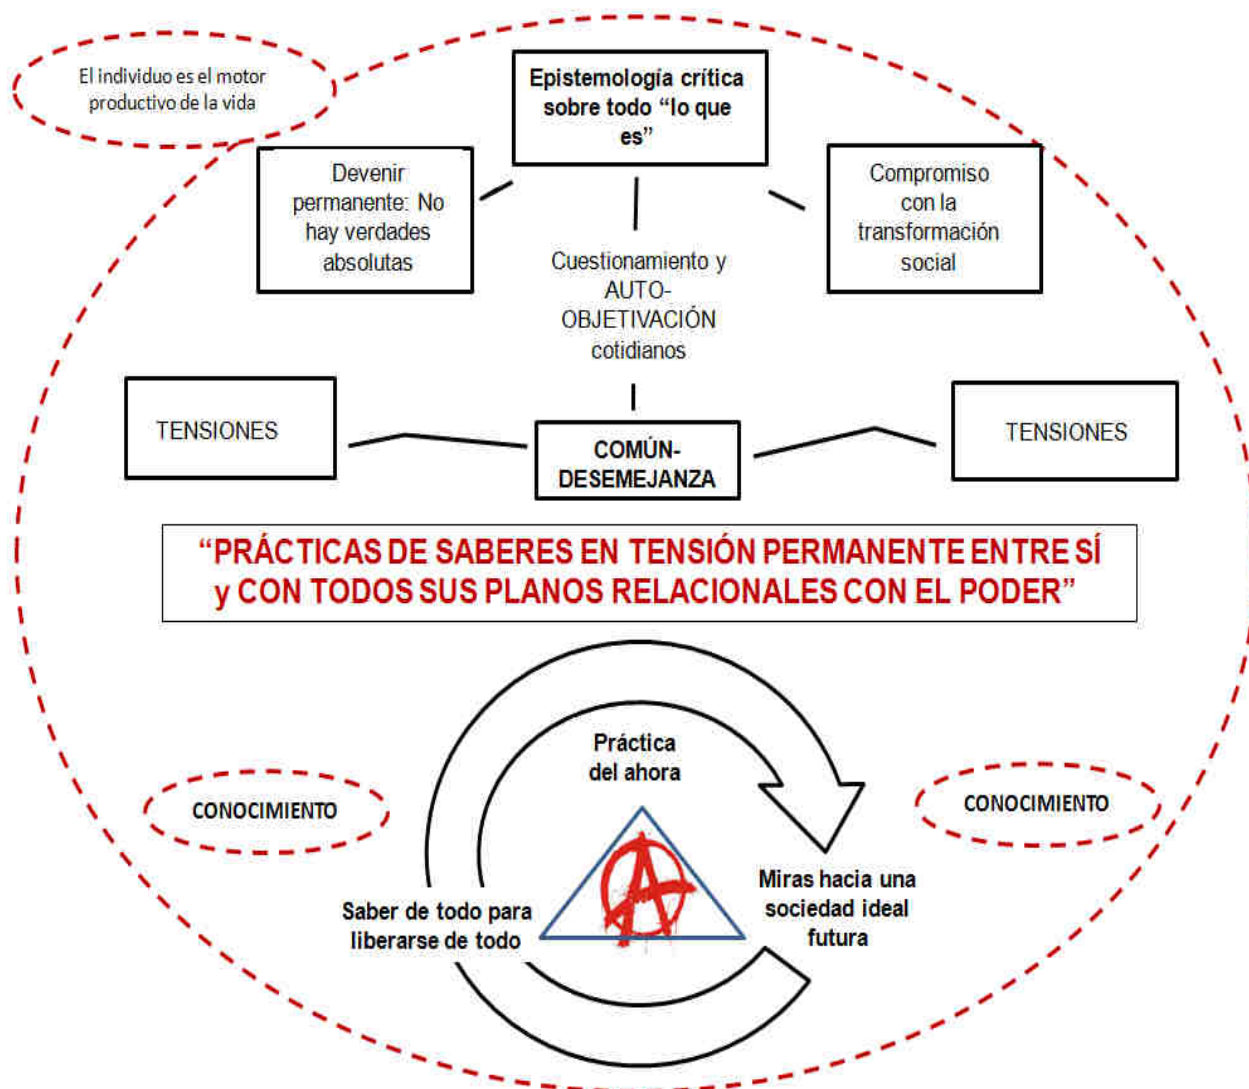 El individuo es el motor
productivo de la vida
Epistemología crítica
sobre todo “lo que
es”
Devenir
permanente: No
hay verdades
absolutas
Compromiso
con la
transformación
social
Cuestionamiento y
AUTO-
OBJETIVACIÓN
cotidianos
TENSIONES
COMÚN-
DESEMEJANZA
TENSIONES
“PRÁCTICAS DE SABERES EN TENSIÓN PERMANENTE ENTRE SÍ
y CON TODOS SUS PLANOS RELACIONALES CON EL PODER”
Práctica
del ahora
CONOCIMIENTO
CONOCIMIENTO
Saber de todo para
liberarse de todo
A
Miras hacia una
sociedad ideal
futura